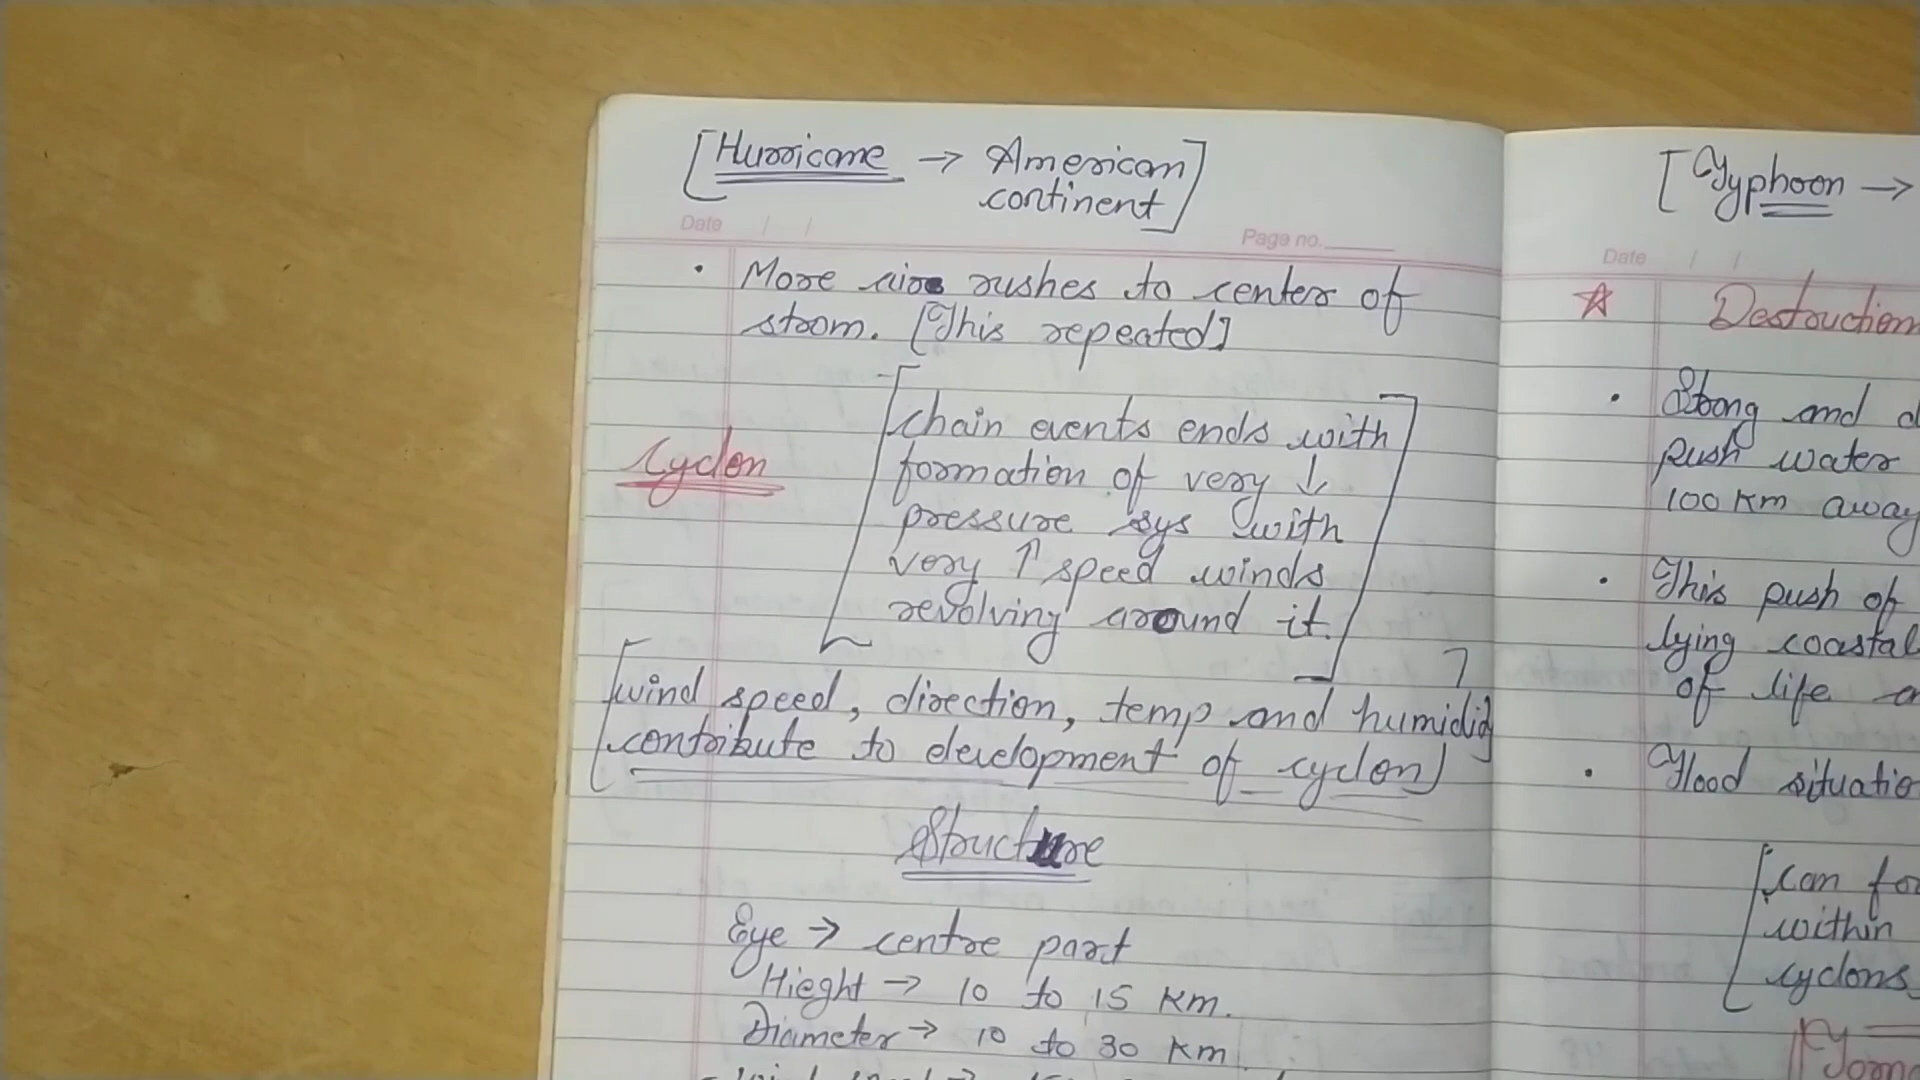 [Hurricane → American
continent]
Date / / Page no.
• More air rushes to center of
strom. [This repeated]
Cyclon
[chain events ends with
formation of very ↓
pressure sys with
very ↑ speed winds
revolving around it.]
[wind speed, direction, temp and humidity
contribute to development of cyclon]
Structure
Eye → centre part
Hieght → 10 to 15 Km.
Diameter → 10 to 30 Km.
[Typhoon →
Date / /
☆ Destruction
• Strong and
push water
100 Km away
• This push of
lying coastal
of life
• Flood situatio
[can for
within
cyclons